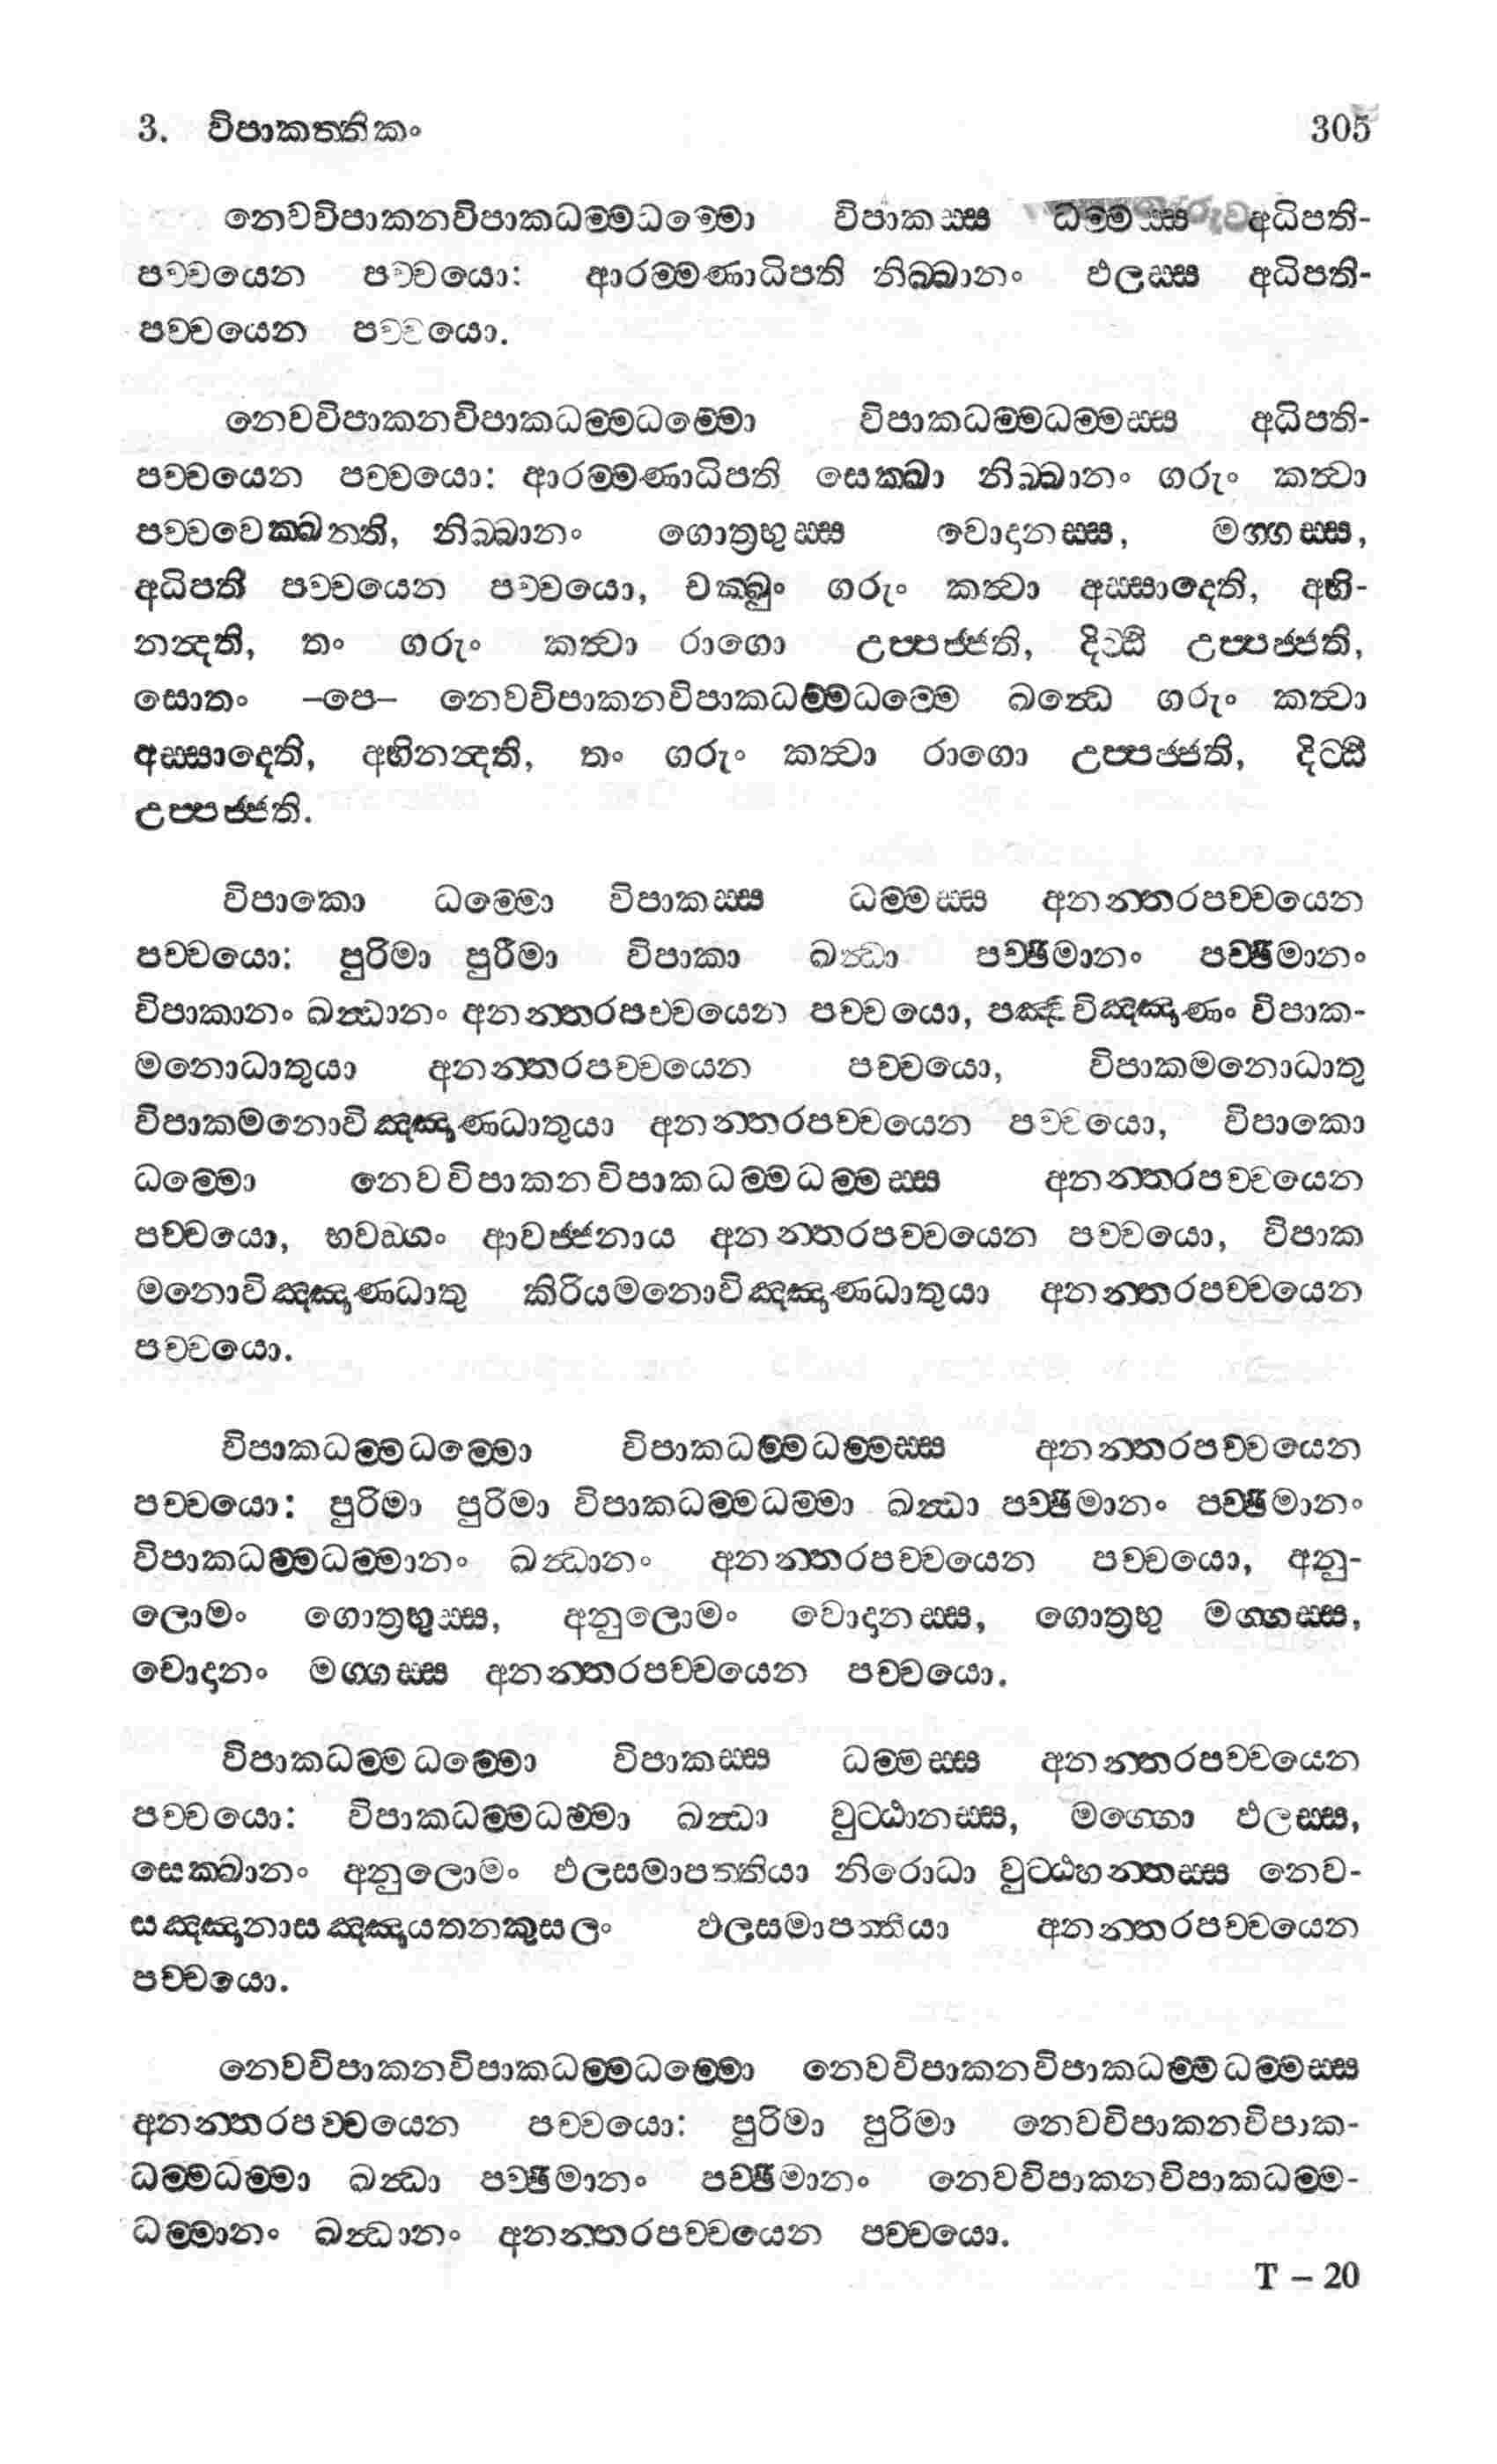 3. විපාකත්තිකං 305
නෙවවිපාකනවිපාකධම්මධම්මො විපාකස්ස ධම්මස්ස අධිපති-
පච්චයෙන පච්චයො: ආරම්මණාධිපති නිබ්බානං ඵලස්ස අධිපති-
පච්චයෙන පච්චයො.
නෙවවිපාකනවිපාකධම්මධම්මො විපාකධම්මධම්මස්ස අධිපති-
පච්චයෙන පච්චයො: ආරම්මණාධිපති සෙක්ඛා නිබ්බානං ගරුං කත්වා
පච්චවෙක්ඛන්ති, නිබ්බානං ගොත්‍රභුස්ස වොදානස්ස, මග්ගස්ස,
අධිපති පච්චයෙන පච්චයො, චක්ඛුං ගරුං කත්වා අස්සාදෙති, අභි-
නන්දති, තං ගරුං කත්වා රාගො උප්පජ්ජති, දිට්ඨි උප්පජ්ජති,
සොතං –පෙ– නෙවවිපාකනවිපාකධම්මධම්මෙ ඛන්ධෙ ගරුං කත්වා
අස්සාදෙති, අභිනන්දති, තං ගරුං කත්වා රාගො උප්පජ්ජති, දිට්ඨි
උප්පජ්ජති.
විපාකො ධම්මො විපාකස්ස ධම්මස්ස අනන්තරපච්චයෙන
පච්චයො: පුරිමා පුරිමා විපාකා ඛන්ධා පච්ඡිමානං පච්ඡිමානං
විපාකානං ඛන්ධානං අනන්තරපච්චයෙන පච්චයො, පඤ්චවිඤ්ඤාණං විපාක-
මනොධාතුයා අනන්තරපච්චයෙන පච්චයො, විපාකමනොධාතු
විපාකමනොවිඤ්ඤාණධාතුයා අනන්තරපච්චයෙන පච්චයො, විපාකො
ධම්මො නෙවවිපාකනවිපාකධම්මධම්මස්ස අනන්තරපච්චයෙන
පච්චයො, භවඞ්ගං ආවජ්ජනාය අනන්තරපච්චයෙන පච්චයො, විපාක
මනොවිඤ්ඤාණධාතු කිරියමනොවිඤ්ඤාණධාතුයා අනන්තරපච්චයෙන
පච්චයො.
විපාකධම්මධම්මො විපාකධම්මධම්මස්ස අනන්තරපච්චයෙන
පච්චයො: පුරිමා පුරිමා විපාකධම්මධම්මා ඛන්ධා පච්ඡිමානං පච්ඡිමානං
විපාකධම්මධම්මානං ඛන්ධානං අනන්තරපච්චයෙන පච්චයො, අනු-
ලොමං ගොත්‍රභුස්ස, අනුලොමං වොදානස්ස, ගොත්‍රභු මග්ගස්ස,
වොදානං මග්ගස්ස අනන්තරපච්චයෙන පච්චයො.
විපාකධම්මධම්මො විපාකස්ස ධම්මස්ස අනන්තරපච්චයෙන
පච්චයො: විපාකධම්මධම්මා ඛන්ධා වුට්ඨානස්ස, මග්ගො ඵලස්ස,
සෙක්ඛානං අනුලොමං ඵලසමාපත්තියා නිරොධා වුට්ඨහන්තස්ස නෙව-
සඤ්ඤානාසඤ්ඤායතනකුසලං ඵලසමාපත්තියා අනන්තරපච්චයෙන
පච්චයො.
නෙවවිපාකනවිපාකධම්මධම්මො නෙවවිපාකනවිපාකධම්මධම්මස්ස
අනන්තරපච්චයෙන පච්චයො: පුරිමා පුරිමා නෙවවිපාකනවිපාක-
ධම්මධම්මා ඛන්ධා පච්ඡිමානං පච්ඡිමානං නෙවවිපාකනවිපාකධම්ම-
ධම්මානං ඛන්ධානං අනන්තරපච්චයෙන පච්චයො.
T – 20